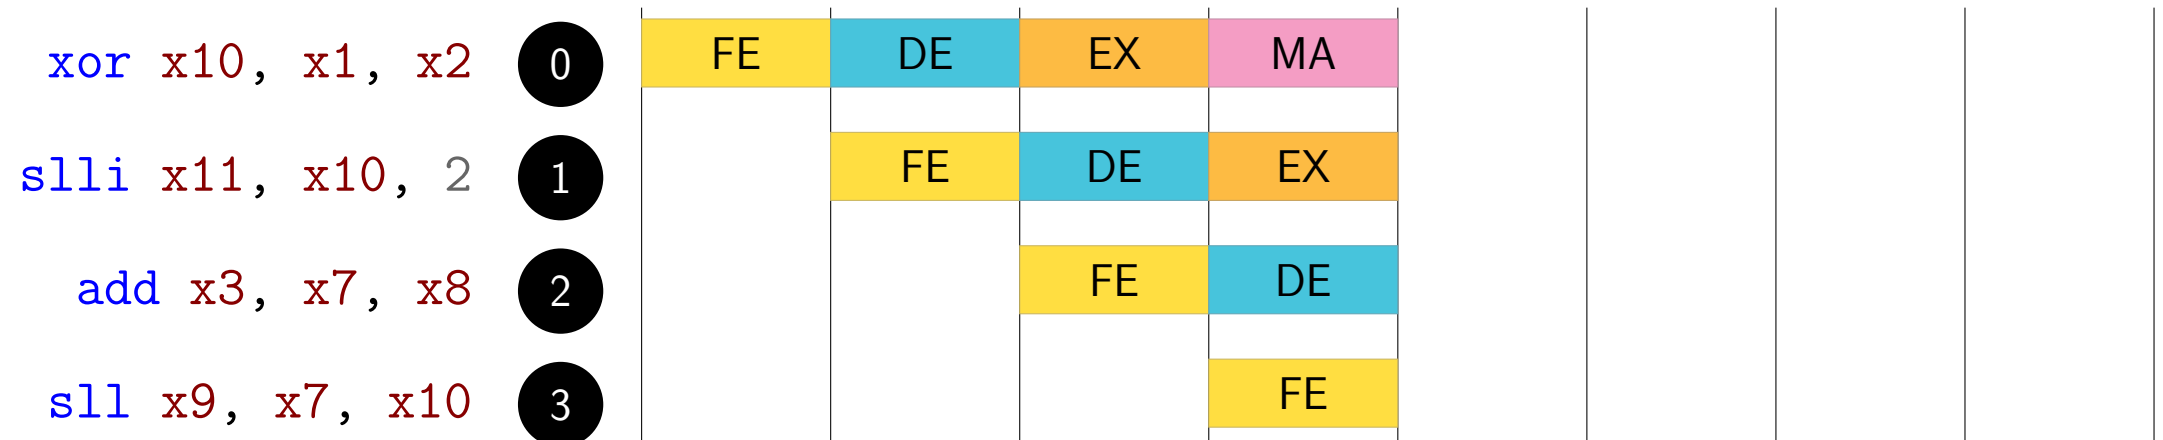 xor x10, x1, x2 0 FE DE EX MA
slli x11, x10, 2 1 FE DE EX
add x3, x7, x8 2 FE DE
sll x9, x7, x10 3 FE